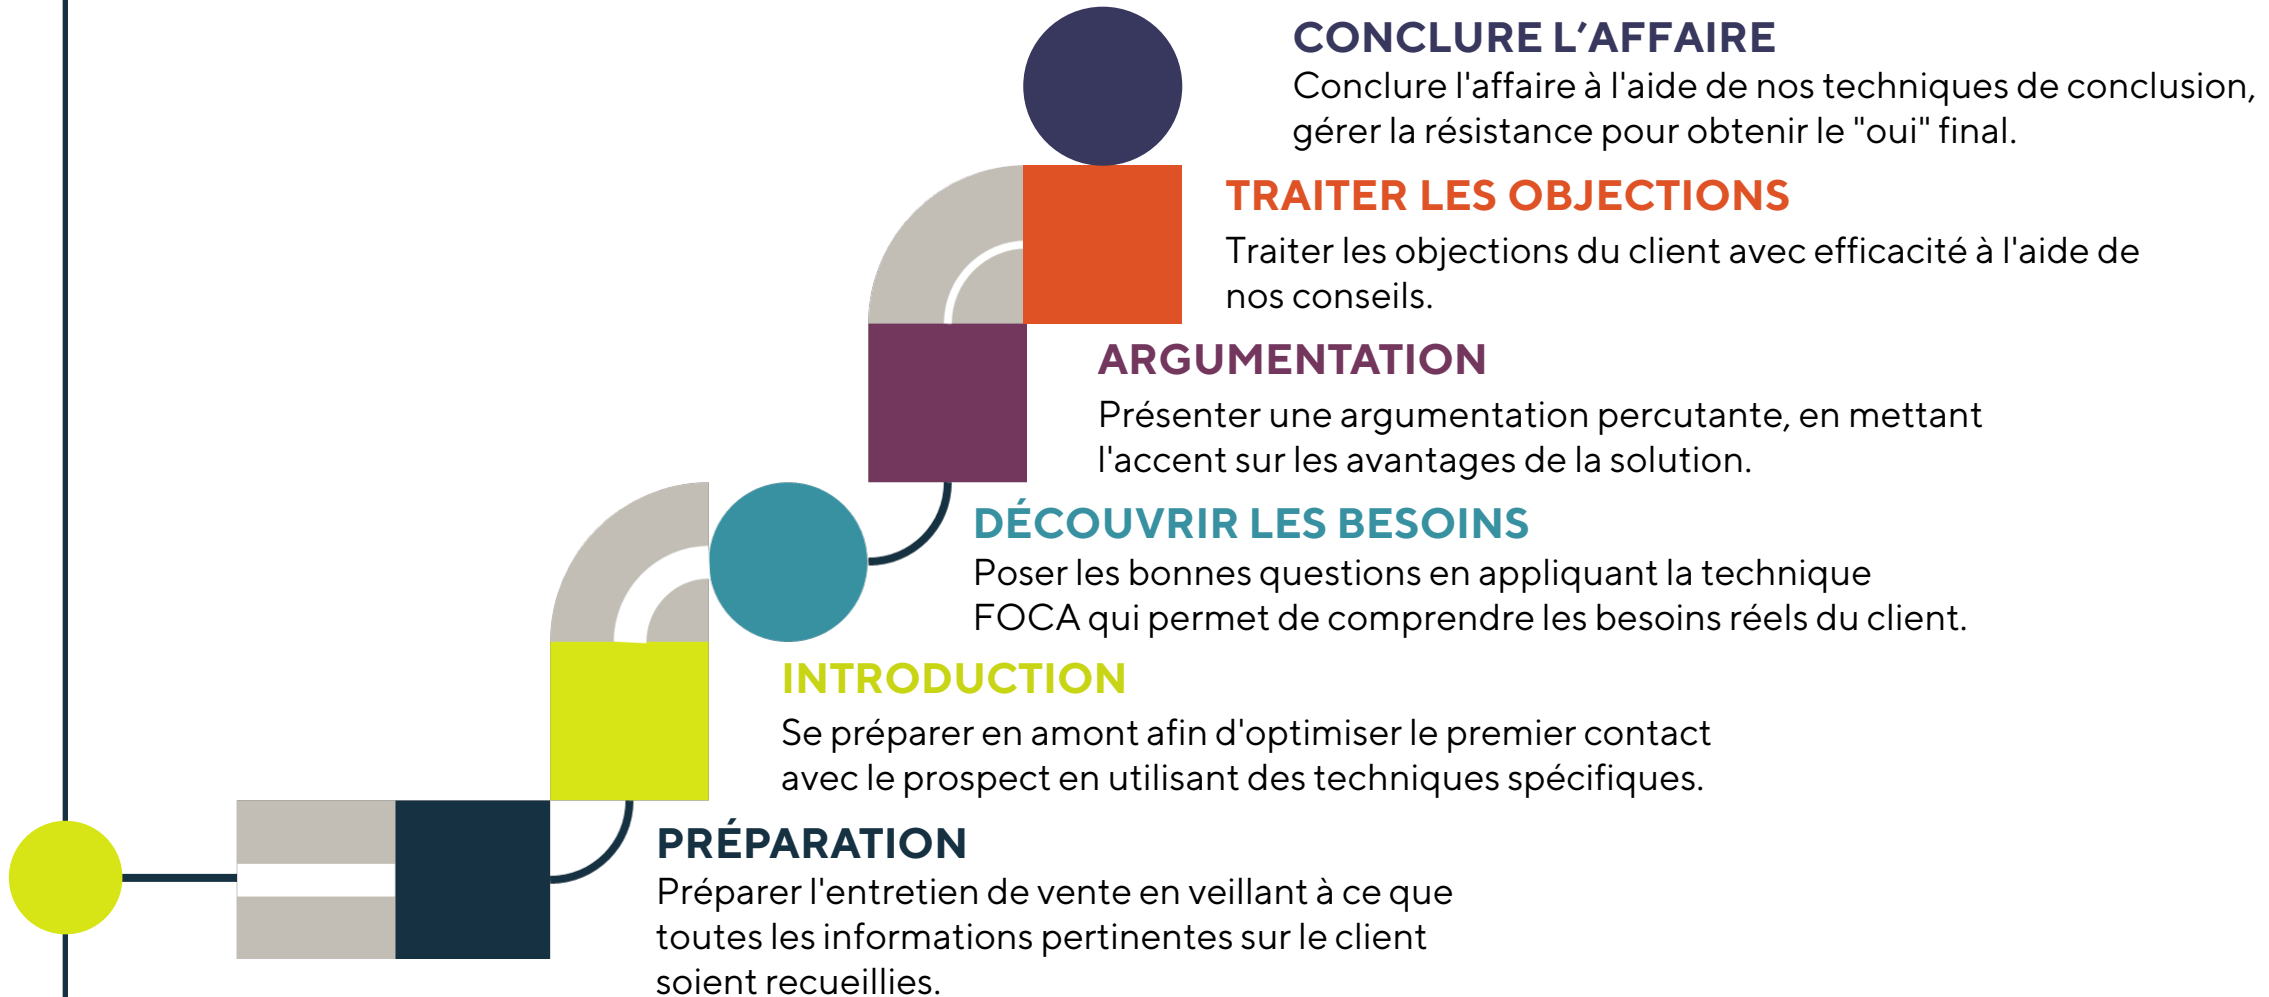 CONCLURE L’AFFAIRE
Conclure l'affaire à l'aide de nos techniques de conclusion,
gérer la résistance pour obtenir le "oui" final.
TRAITER LES OBJECTIONS
Traiter les objections du client avec efficacité à l'aide de
nos conseils.
ARGUMENTATION
Présenter une argumentation percutante, en mettant
l'accent sur les avantages de la solution.
DÉCOUVRIR LES BESOINS
Poser les bonnes questions en appliquant la technique
FOCA qui permet de comprendre les besoins réels du client.
INTRODUCTION
Se préparer en amont afin d'optimiser le premier contact
avec le prospect en utilisant des techniques spécifiques.
PRÉPARATION
Préparer l'entretien de vente en veillant à ce que
toutes les informations pertinentes sur le client
soient recueillies.